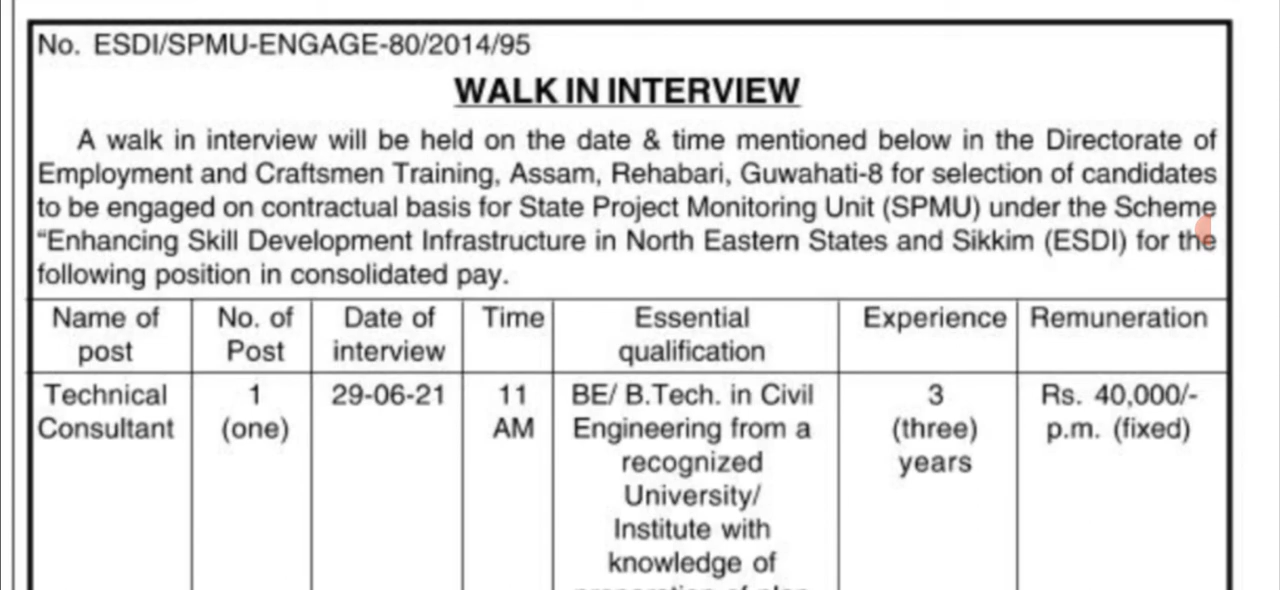 No. ESDI/SPMU-ENGAGE-80/2014/95
WALK IN INTERVIEW
A walk in interview will be held on the date & time mentioned below in the Directorate of
Employment and Craftsmen Training, Assam, Rehabari, Guwahati-8 for selection of candidates
to be engaged on contractual basis for State Project Monitoring Unit (SPMU) under the Scheme
“Enhancing Skill Development Infrastructure in North Eastern States and Sikkim (ESDI) for the
following position in consolidated pay.
Name of
post
No. of
Post
Date of
interview
Time
Essential
qualification
Experience
Remuneration
Technical
Consultant
1
(one)
29-06-21
11
AM
BE/ B.Tech. in Civil
Engineering from a
recognized
University/
Institute with
knowledge of
3
(three)
years
Rs. 40,000/-
p.m. (fixed)